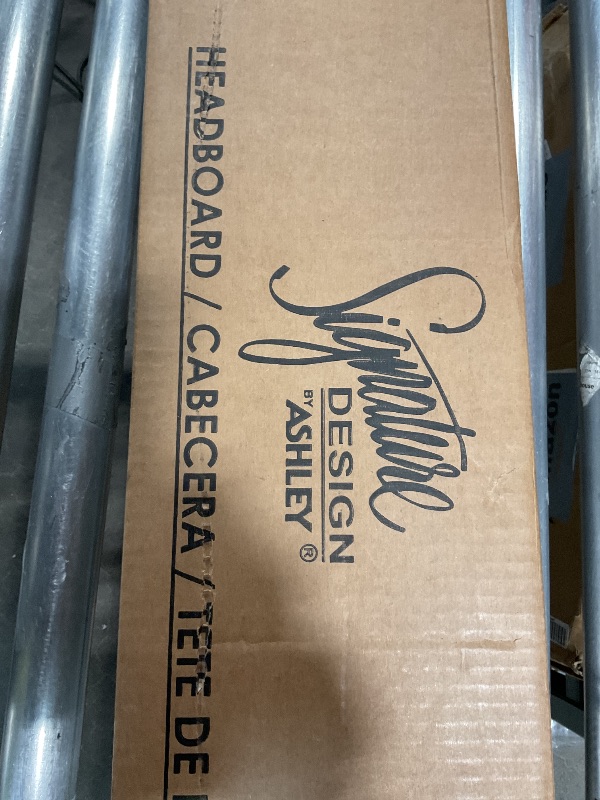 Signature
DESIGN
BY ASHLEY®
HEADBOARD / CABECERA / TETE DE